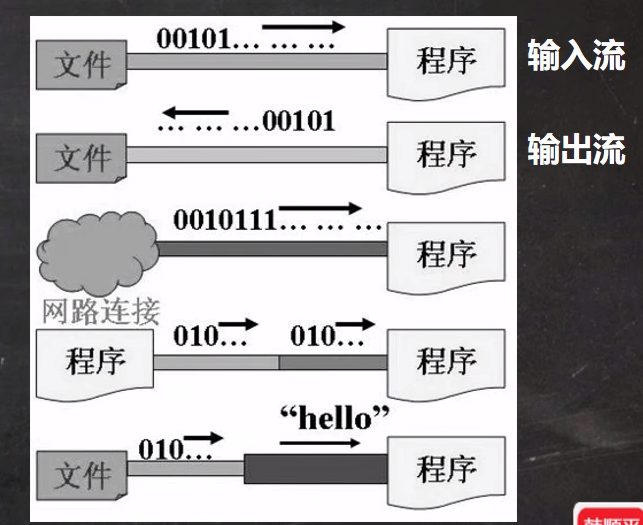 00101… … …
文件
程序
输入流
… … …00101
文件
程序
输出流
0010111… … …
程序
网路连接
010…
010…
程序
程序
“hello”
010…
文件
程序